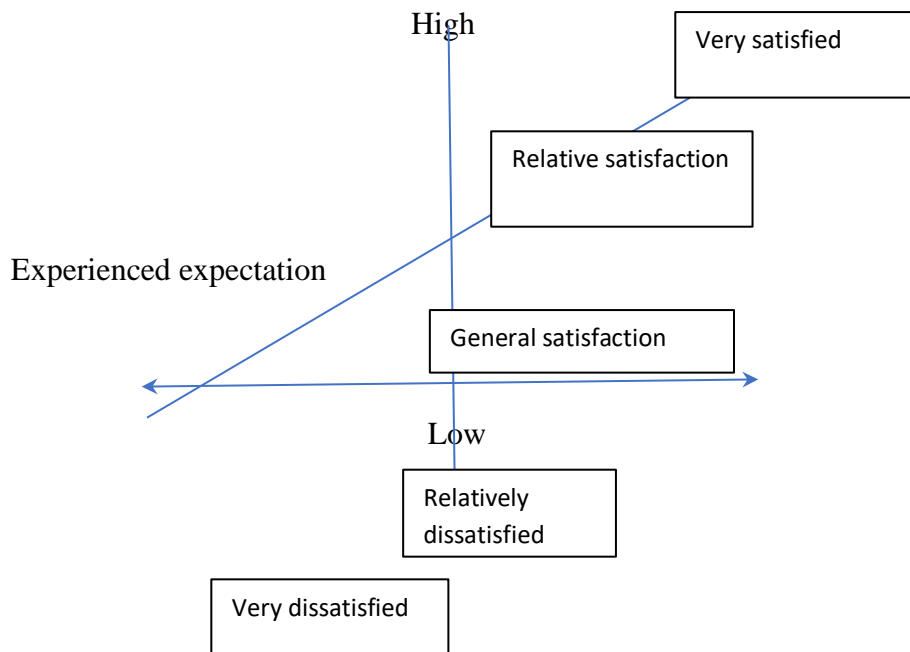 High
Very satisfied
Relative satisfaction
Experienced expectation
General satisfaction
Low
Relatively
dissatisfied
Very dissatisfied